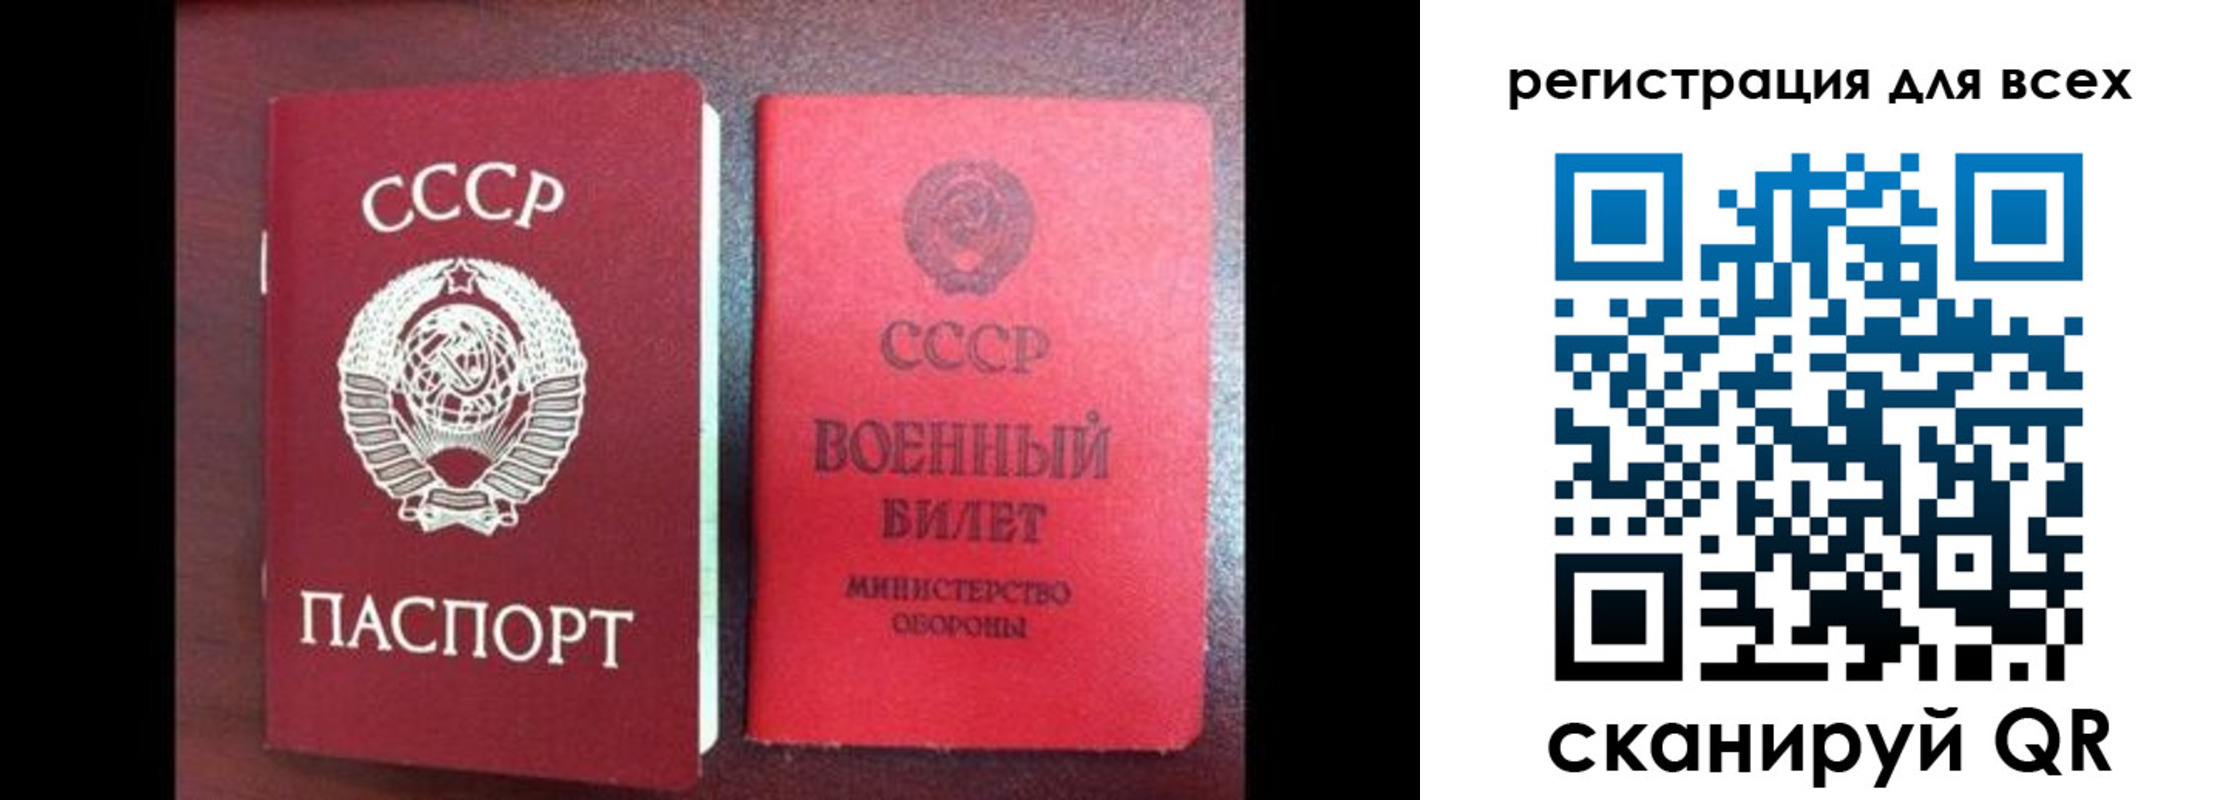 СССР
ПАСПОРТ
СССР
ВОЕННЫЙ
БИЛЕТ
МИНИСТЕРСТВО
ОБОРОНЫ
регистрация для всех
сканируй QR